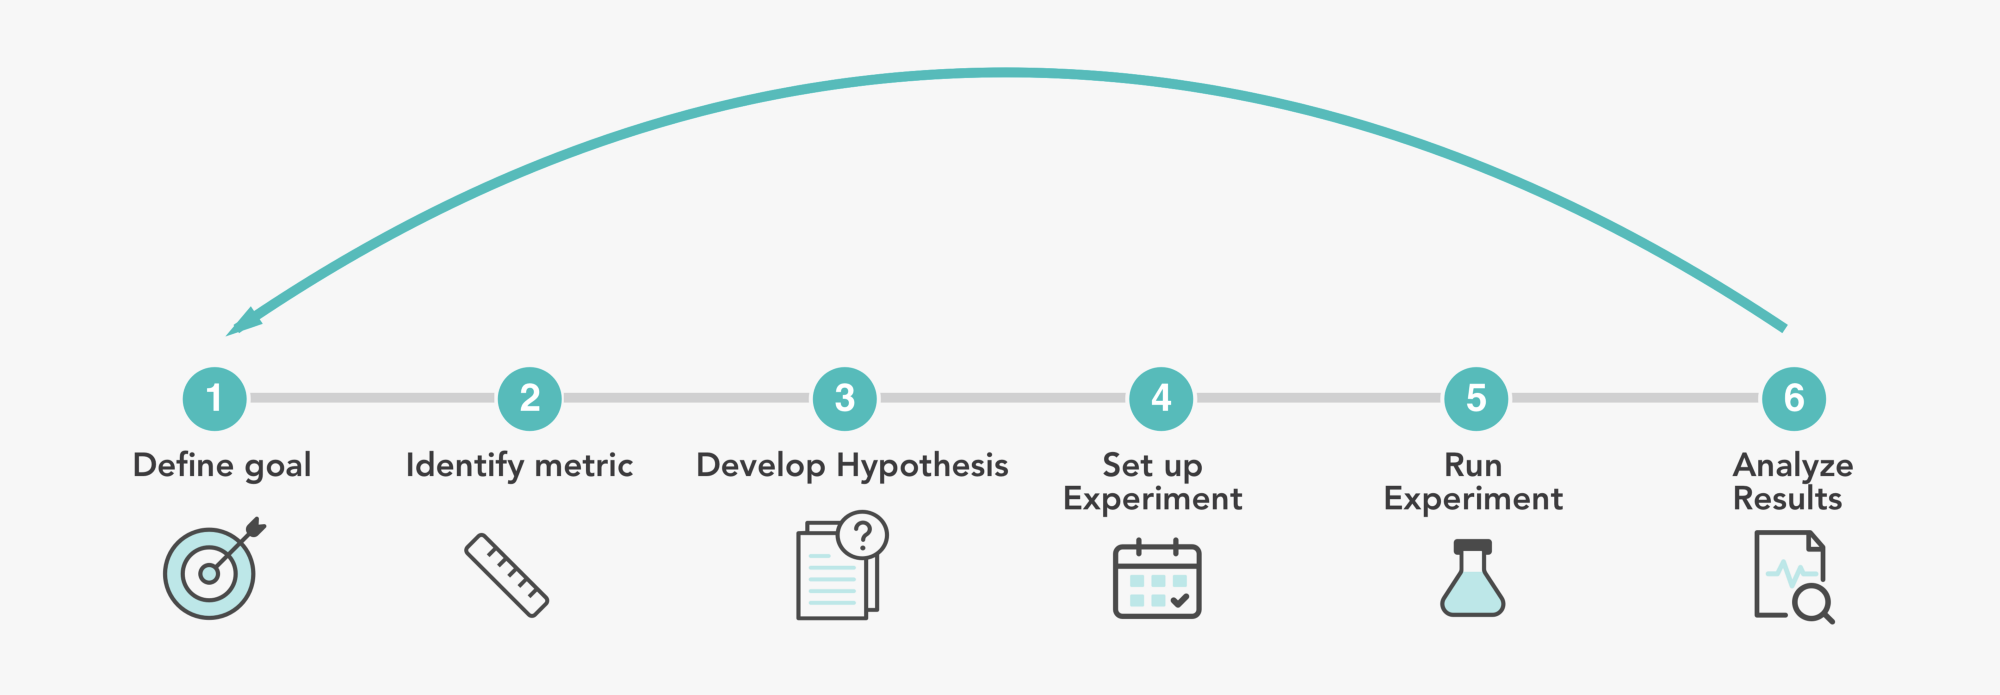 1
2
3
4
5
6
Define goal
Identify metric
Develop Hypothesis
Set up
Experiment
Run
Experiment
Analyze
Results
?